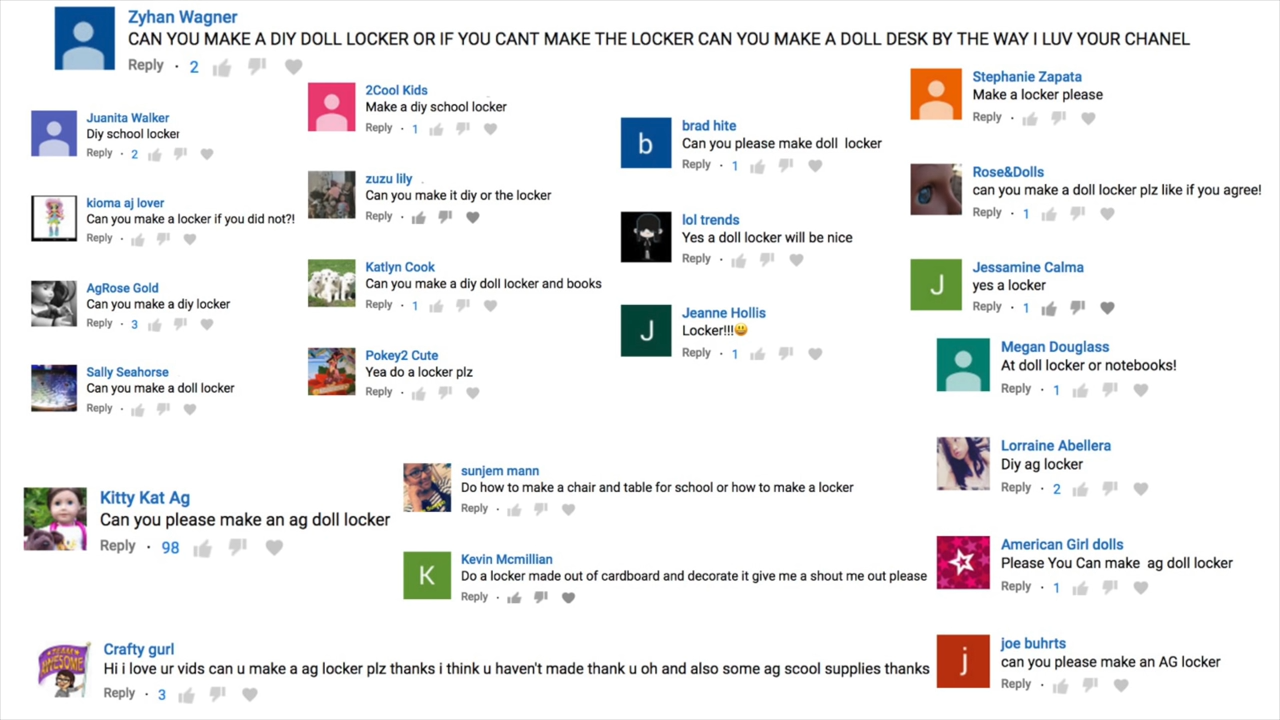 Zyhan Wagner
CAN YOU MAKE A DIY DOLL LOCKER OR IF YOU CANT MAKE THE LOCKER CAN YOU MAKE A DOLL DESK BY THE WAY I LUV YOUR CHANEL
Reply · 2
Juanita Walker
Diy school locker
Reply · 2
kioma aj lover
Can you make a locker if you did not?!
Reply ·
AgRose Gold
Can you make a diy locker
Reply · 3
Sally Seahorse
Can you make a doll locker
Reply ·
2Cool Kids
Make a diy school locker
Reply · 1
zuzu lily
Can you make it diy or the locker
Reply ·
Katlyn Cook
Can you make a diy doll locker and books
Reply · 1
Pokey2 Cute
Yea do a locker plz
Reply ·
b
brad hite
Can you please make doll locker
Reply · 1
lol trends
Yes a doll locker will be nice
Reply ·
J
Jeanne Hollis
Locker!!!😃
Reply · 1
Stephanie Zapata
Make a locker please
Reply ·
Rose&Dolls
can you make a doll locker plz like if you agree!
Reply · 1
J
Jessamine Calma
yes a locker
Reply · 1
Megan Douglass
At doll locker or notebooks!
Reply · 1
Lorraine Abellera
Diy ag locker
Reply · 2
American Girl dolls
Please You Can make ag doll locker
Reply · 1
j
joe buhrts
can you please make an AG locker
Reply ·
Kitty Kat Ag
Can you please make an ag doll locker
Reply · 98
sunjem mann
Do how to make a chair and table for school or how to make a locker
Reply ·
K
Kevin Mcmillian
Do a locker made out of cardboard and decorate it give me a shout me out please
Reply ·
AWESOME
Crafty gurl
Hi i love ur vids can u make a ag locker plz thanks i think u haven't made thank u oh and also some ag scool supplies thanks
Reply · 3